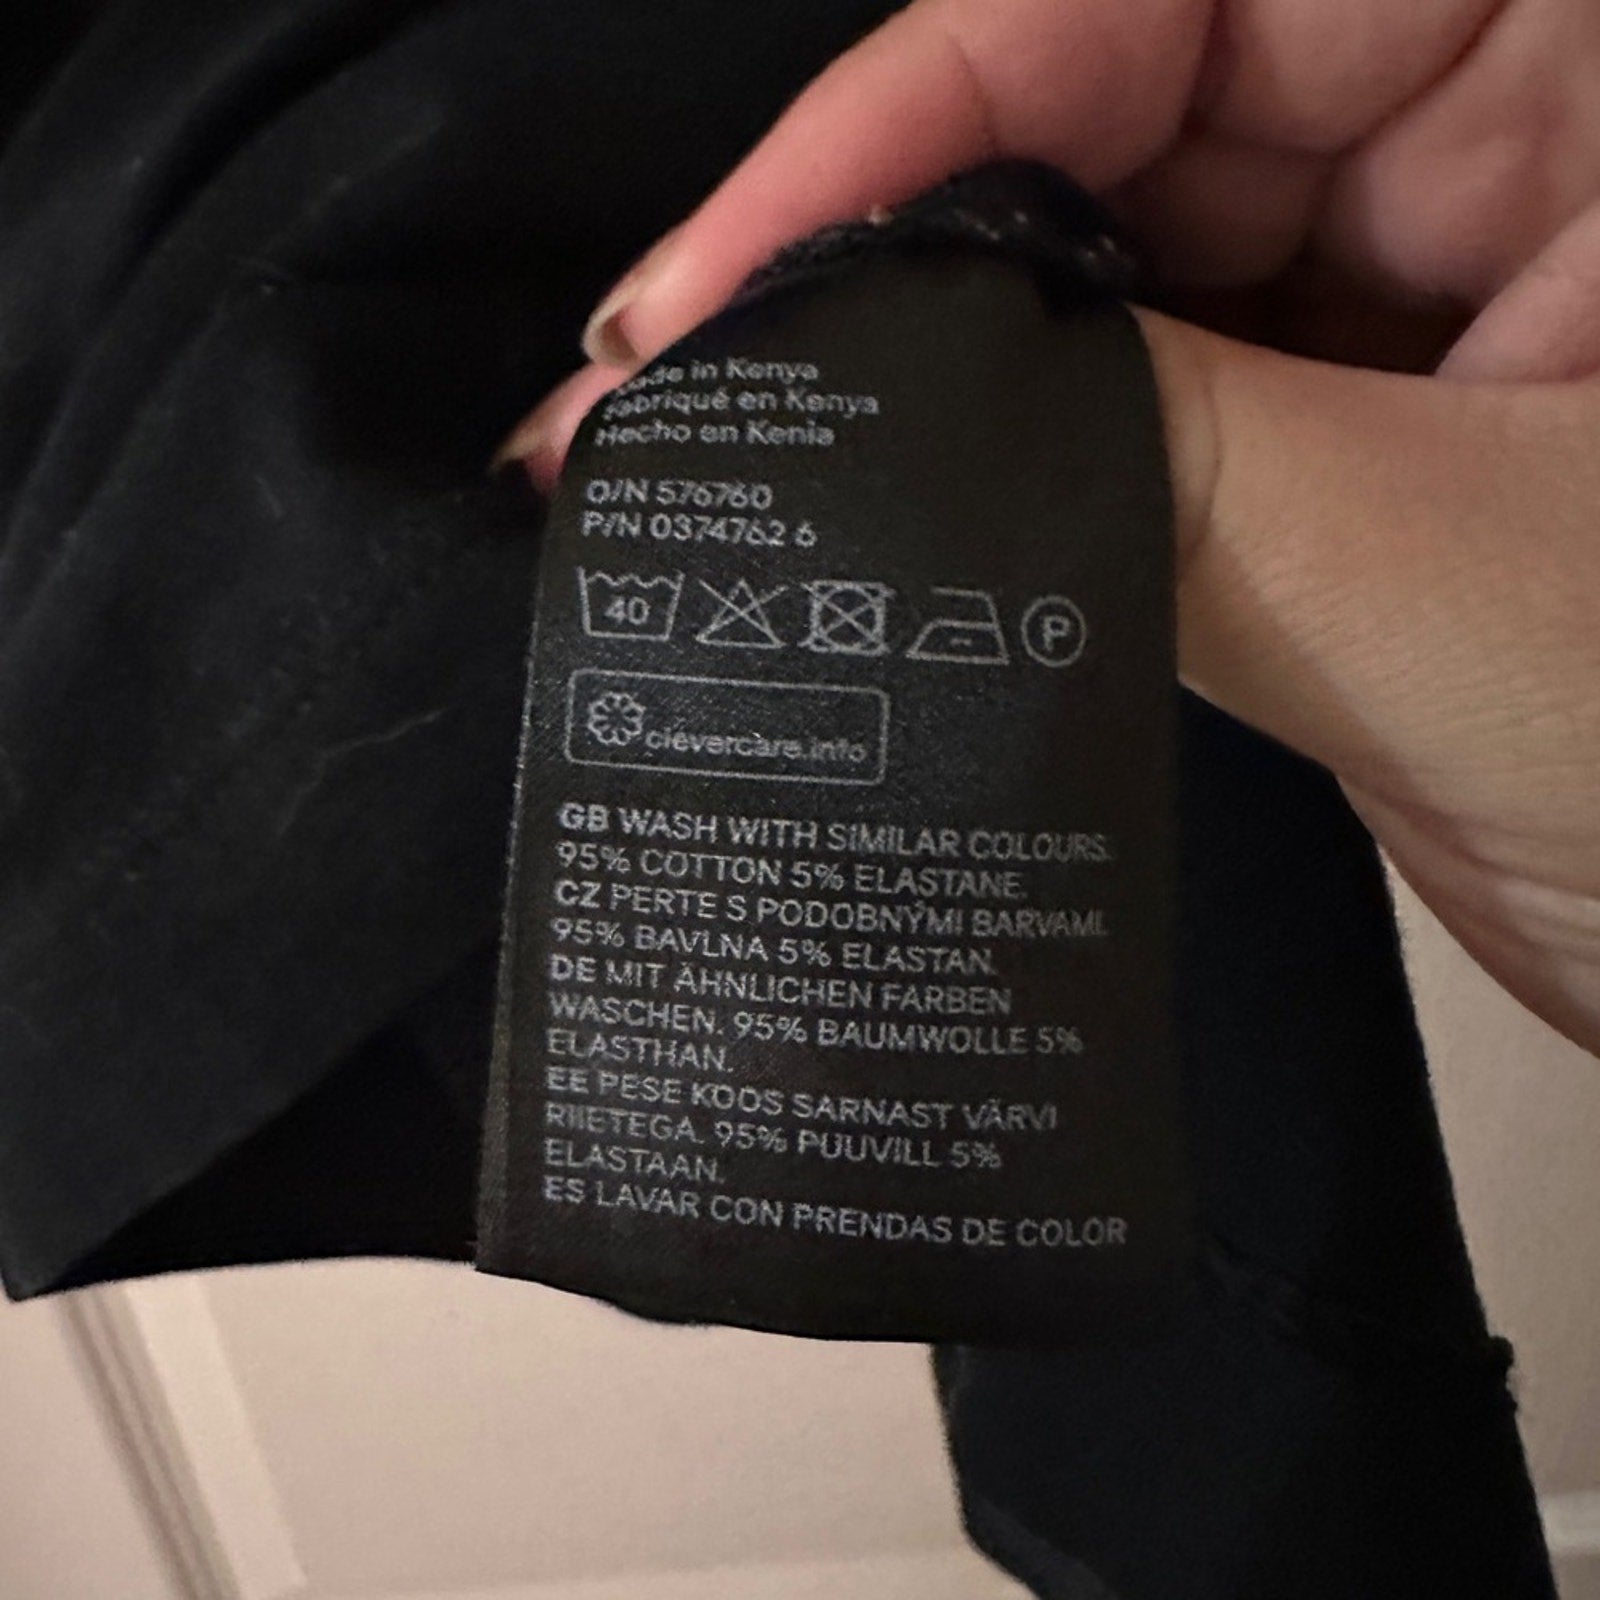 Made in Kenya
Fabriqué en Kenya
Hecho en Kenia
O/N 576760
P/N 0374762 6
40
P
clevercare.info
GB WASH WITH SIMILAR COLOURS.
95% COTTON 5% ELASTANE.
CZ PERTE S PODOBNÝMI BARVAMI.
95% BAVLNA 5% ELASTAN.
DE MIT ÄHNLICHEN FARBEN
WASCHEN. 95% BAUMWOLLE 5%
ELASTHAN.
EE PESE KOOS SARNAST VÄRVI
RIIETEGA. 95% PUUVILL 5%
ELASTAAN.
ES LAVAR CON PRENDAS DE COLOR